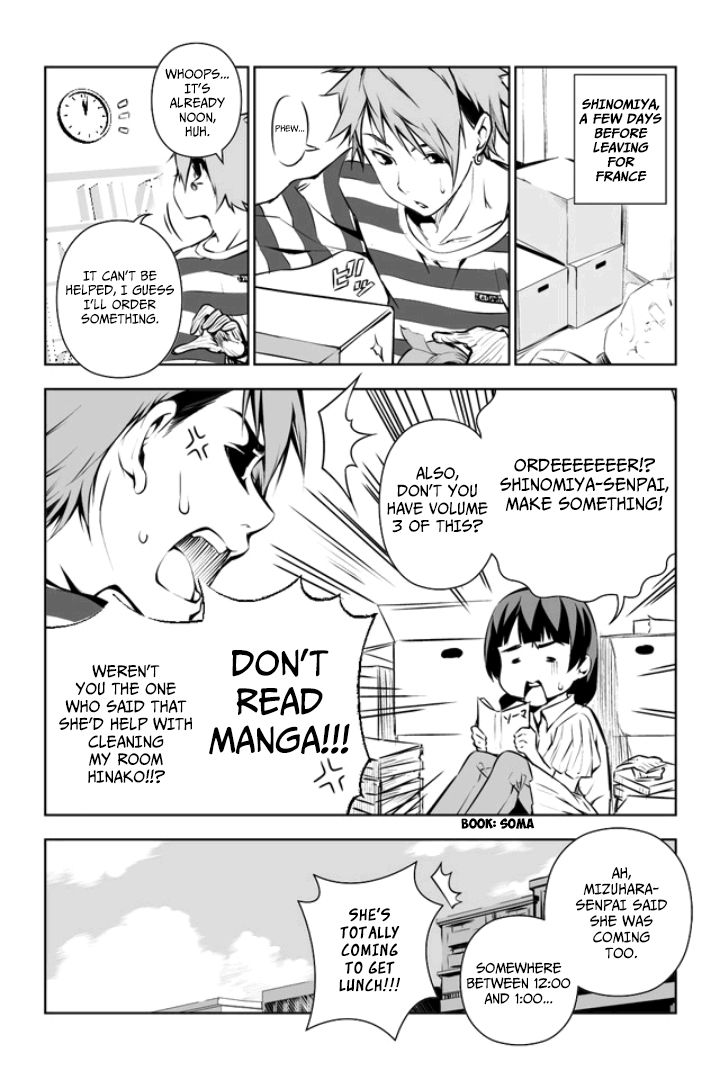 SHINOMIYA,
A FEW DAYS
BEFORE
LEAVING
FOR
FRANCE
PHEW...
ビッ
WHOOPS...
IT'S
ALREADY
NOON,
HUH.
IT CAN'T BE
HELPED, I GUESS
I'LL ORDER
SOMETHING.
ORDEEEEEEER!?
SHINOMIYA-SENPAI,
MAKE SOMETHING!
ALSO,
DON'T YOU
HAVE VOLUME
3 OF THIS?
DON'T
READ
MANGA!!!
WEREN'T
YOU THE ONE
WHO SAID THAT
SHE'D HELP WITH
CLEANING
MY ROOM
HINAKO!!?
BOOK: SOMA
AH,
MIZUHARA-
SENPAI SAID
SHE WAS
COMING
TOO.
SOMEWHERE
BETWEEN 12:00
AND 1:00...
SHE'S
TOTALLY
COMING
TO GET
LUNCH!!!